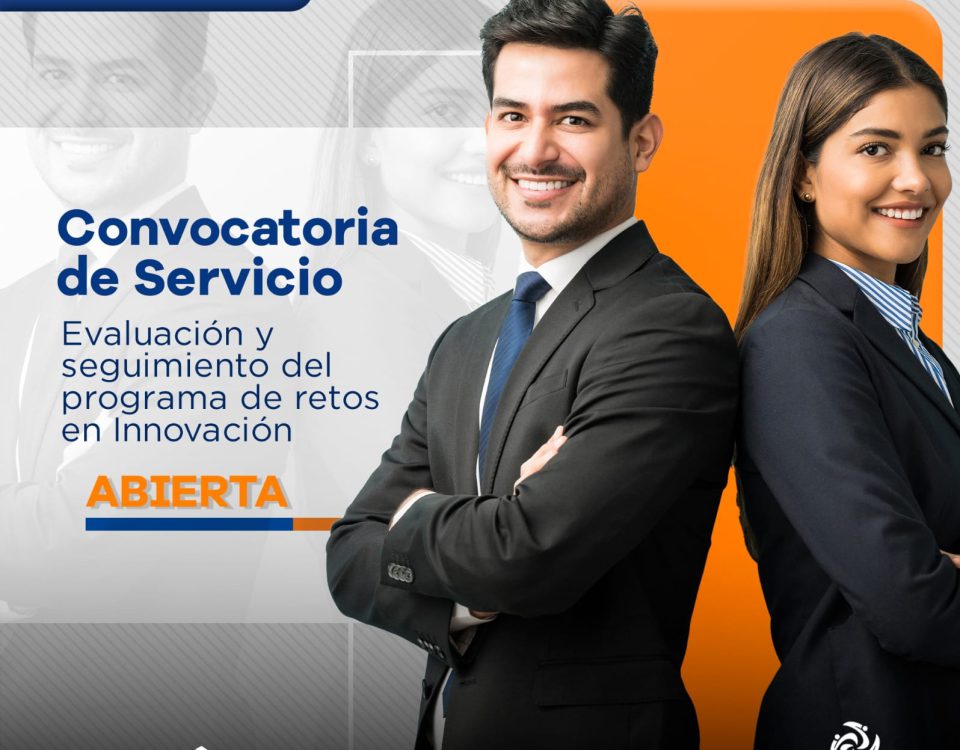 Convocatoria
de Servicio
Evaluación y
seguimiento del
programa de retos
en Innovación
ABIERTA